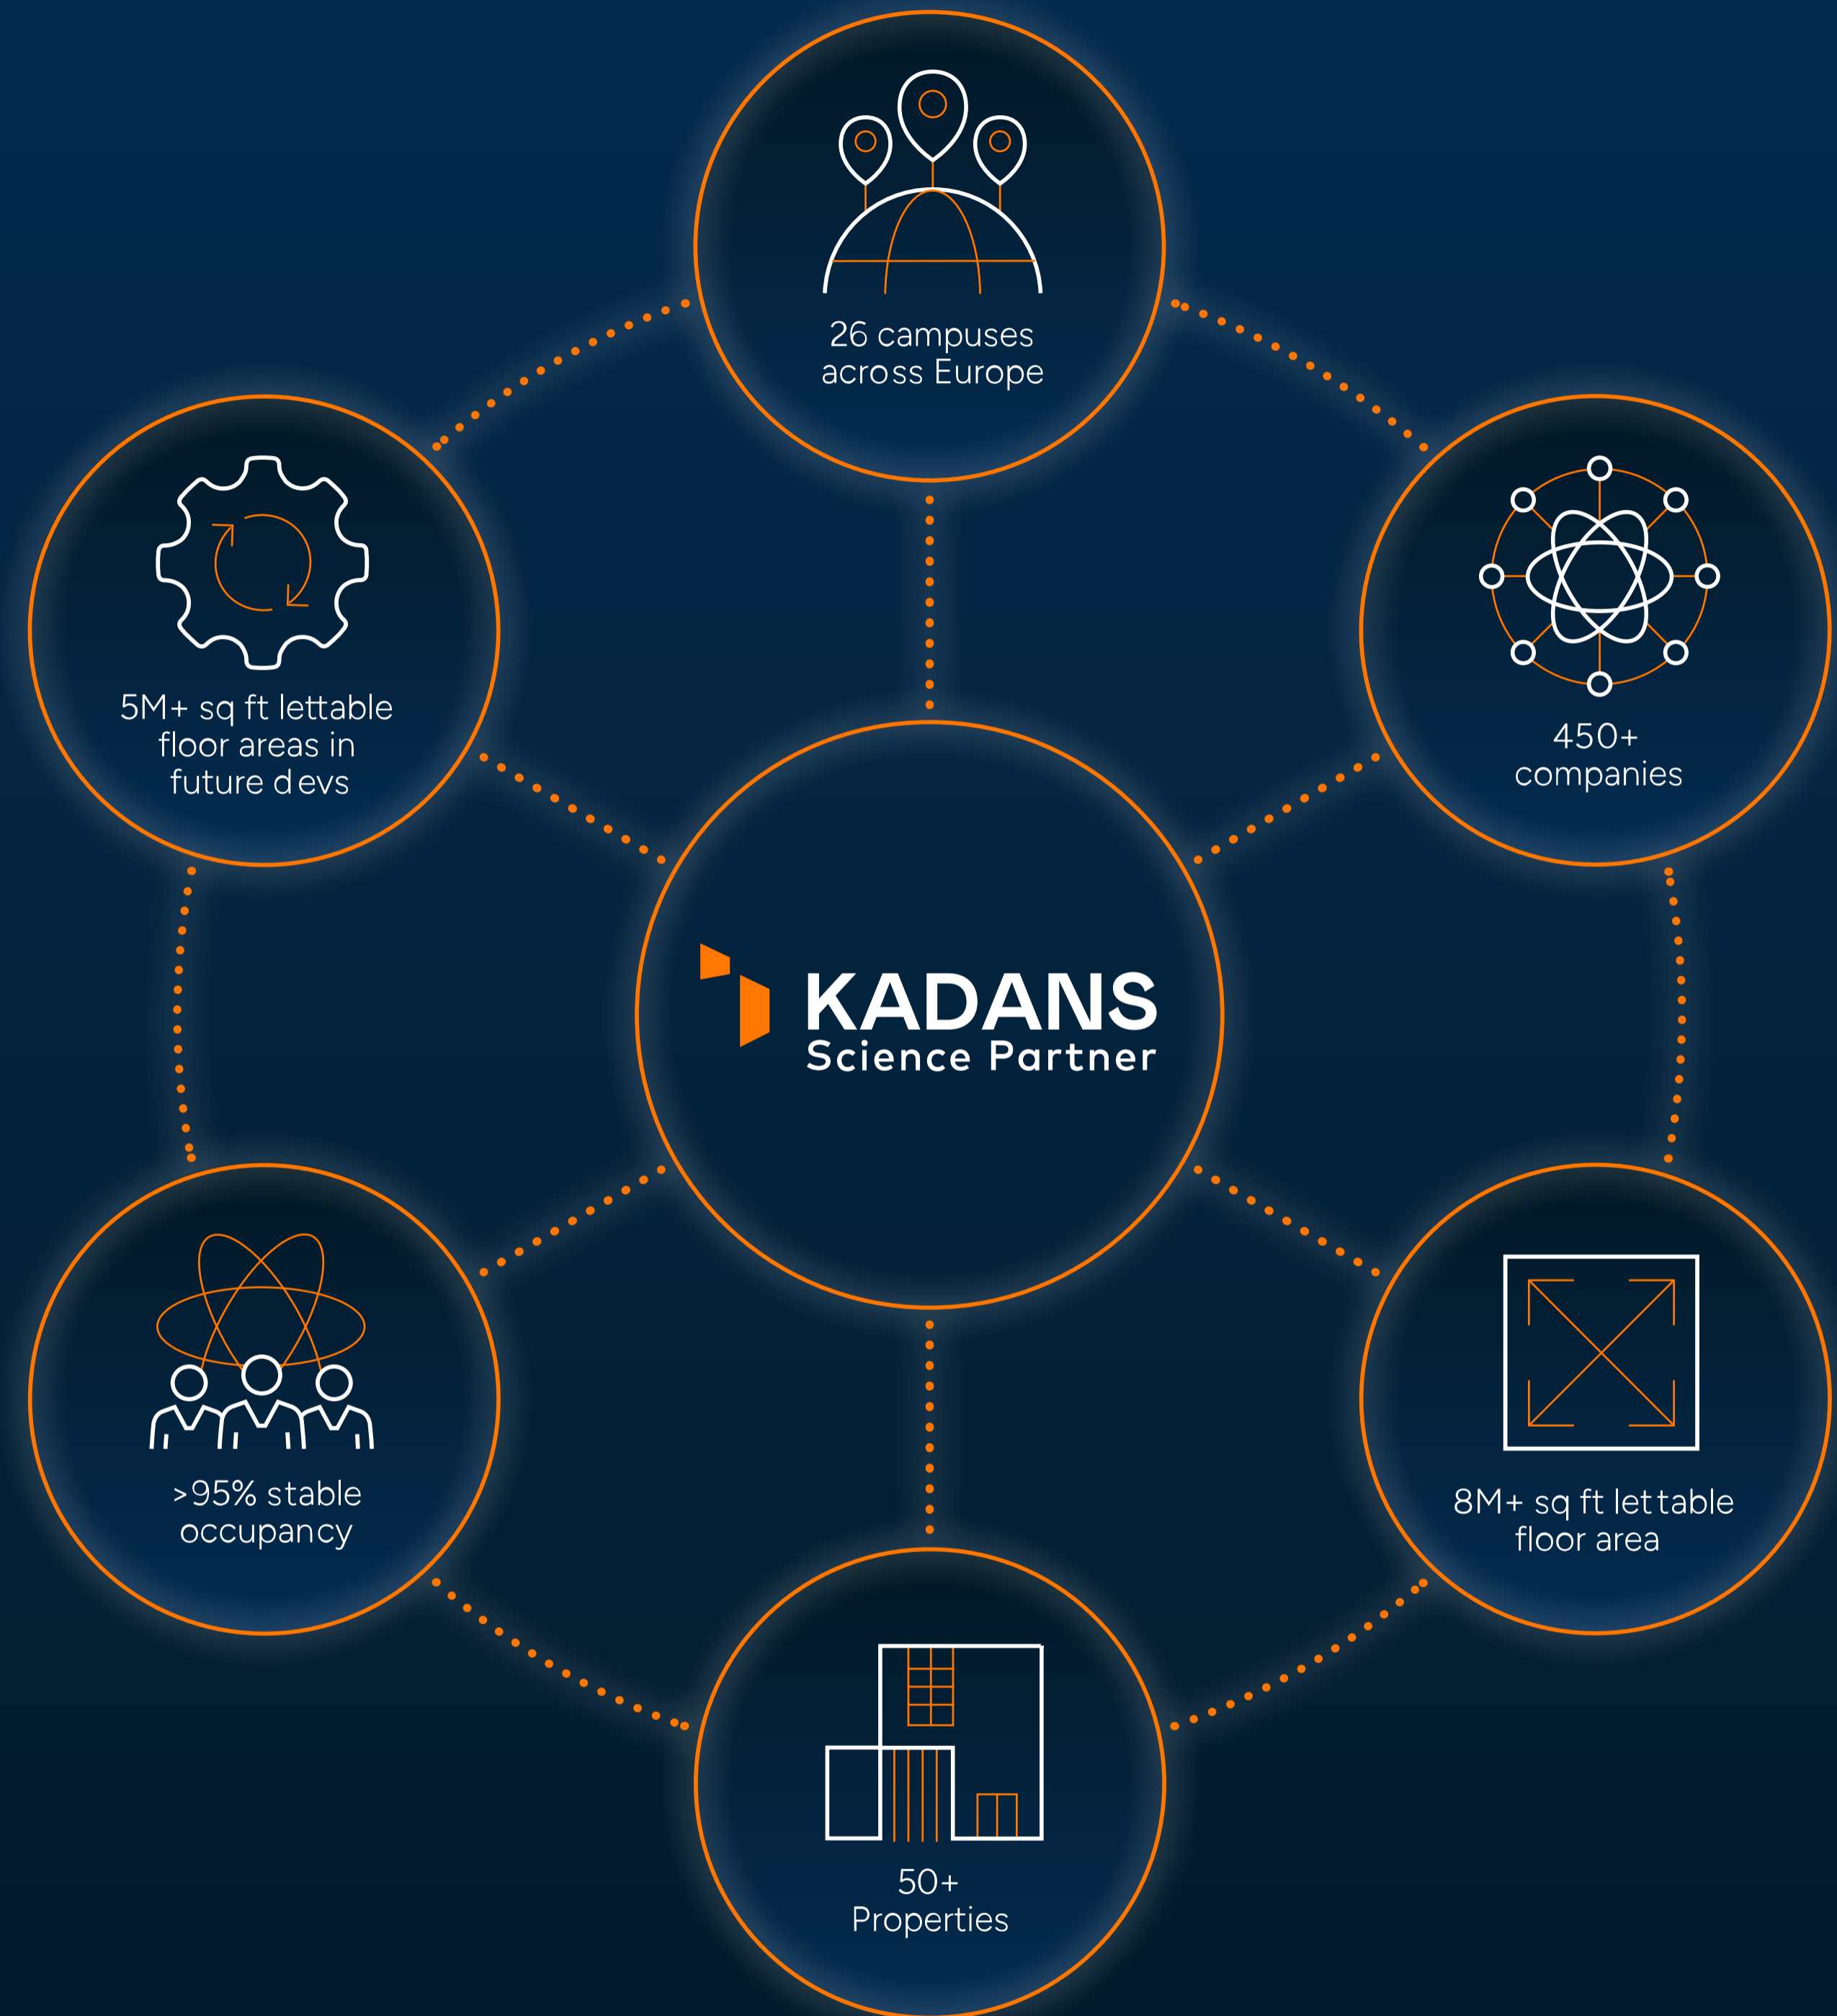 26 campuses
across Europe
5M+ sq ft lettable
floor areas in
future devs
450+
companies
KADANS
Science Partner
>95% stable
occupancy
8M+ sq ft lettable
floor area
50+
Properties